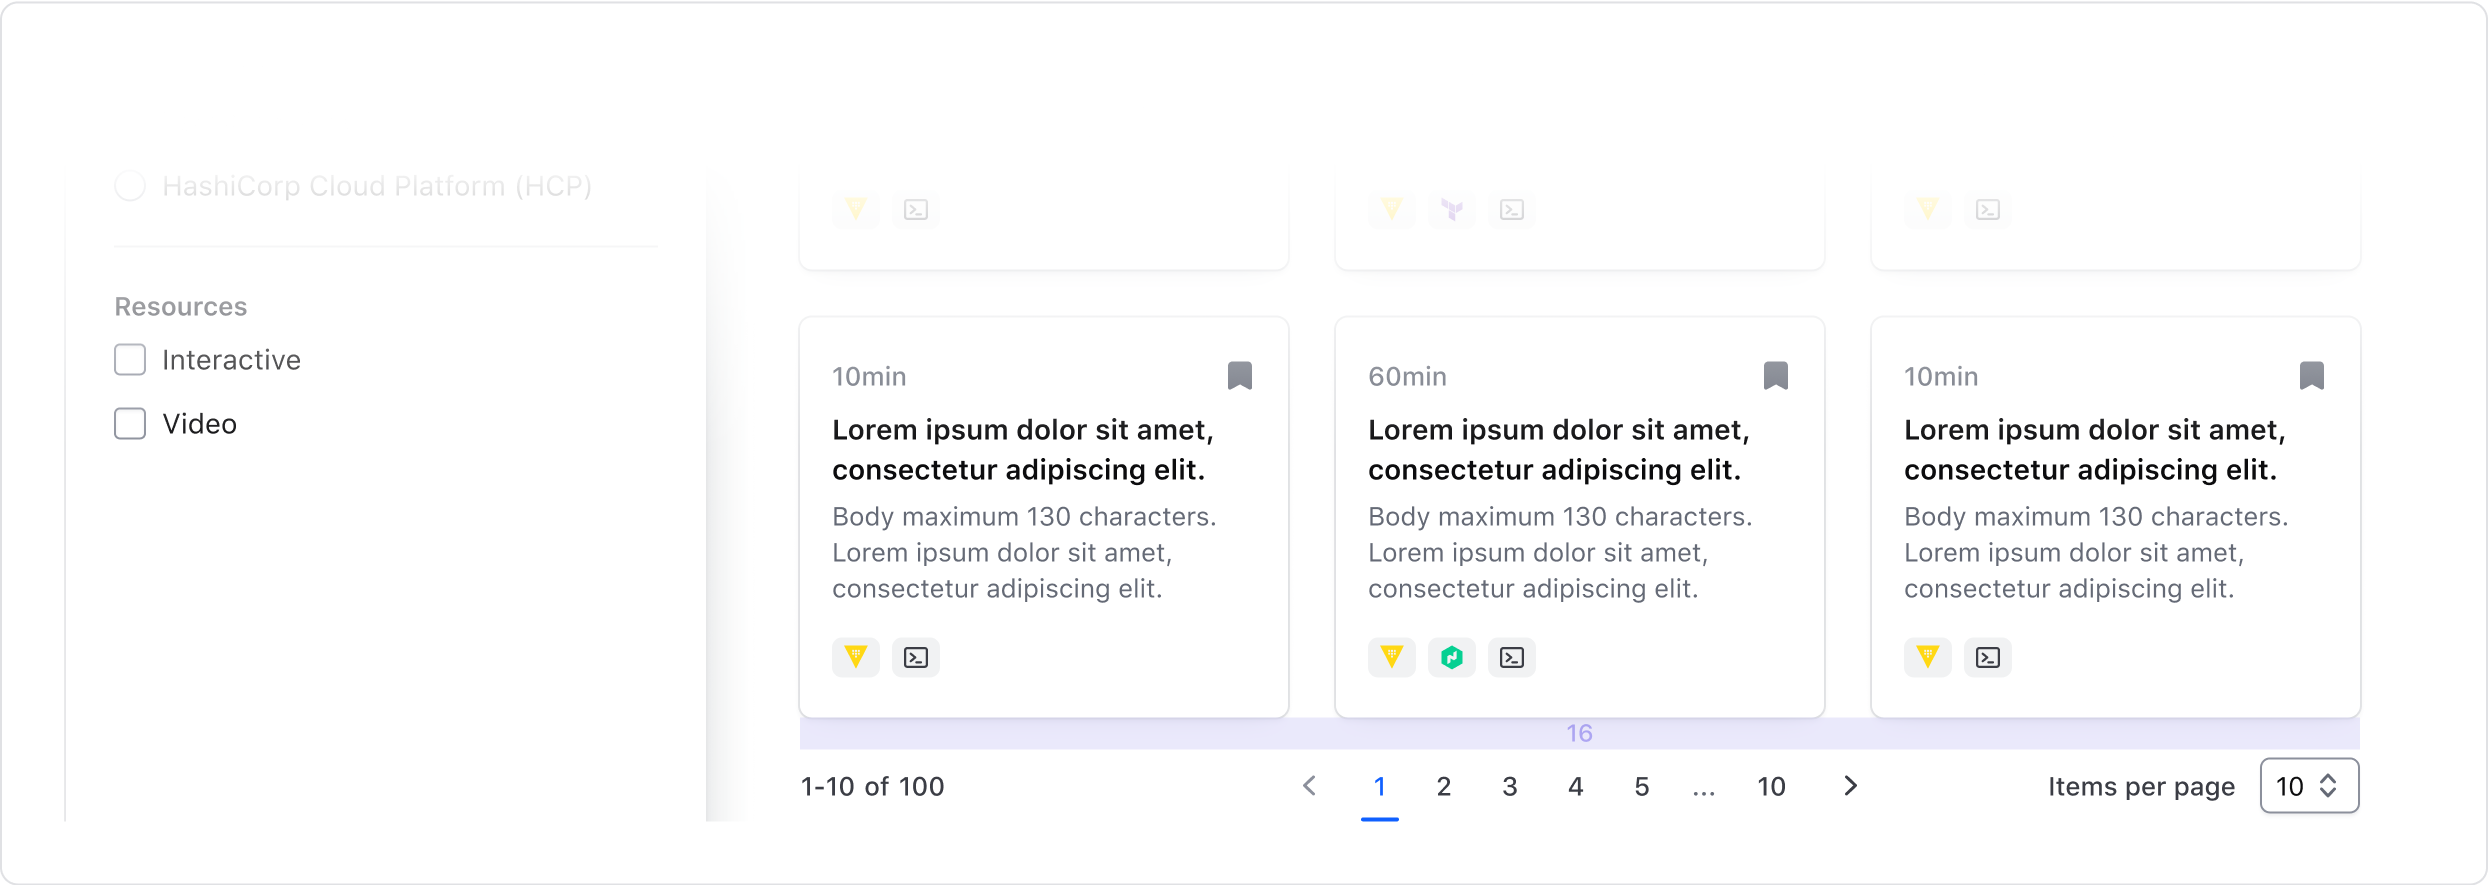 HashiCorp Cloud Platform (HCP)
Resources
Interactive
Video
10min
Lorem ipsum dolor sit amet,
consectetur adipiscing elit.
Body maximum 130 characters.
Lorem ipsum dolor sit amet,
consectetur adipiscing elit.
60min
Lorem ipsum dolor sit amet,
consectetur adipiscing elit.
Body maximum 130 characters.
Lorem ipsum dolor sit amet,
consectetur adipiscing elit.
10min
Lorem ipsum dolor sit amet,
consectetur adipiscing elit.
Body maximum 130 characters.
Lorem ipsum dolor sit amet,
consectetur adipiscing elit.
16
1-10 of 100
1 2 3 4 5 ... 10
Items per page 10